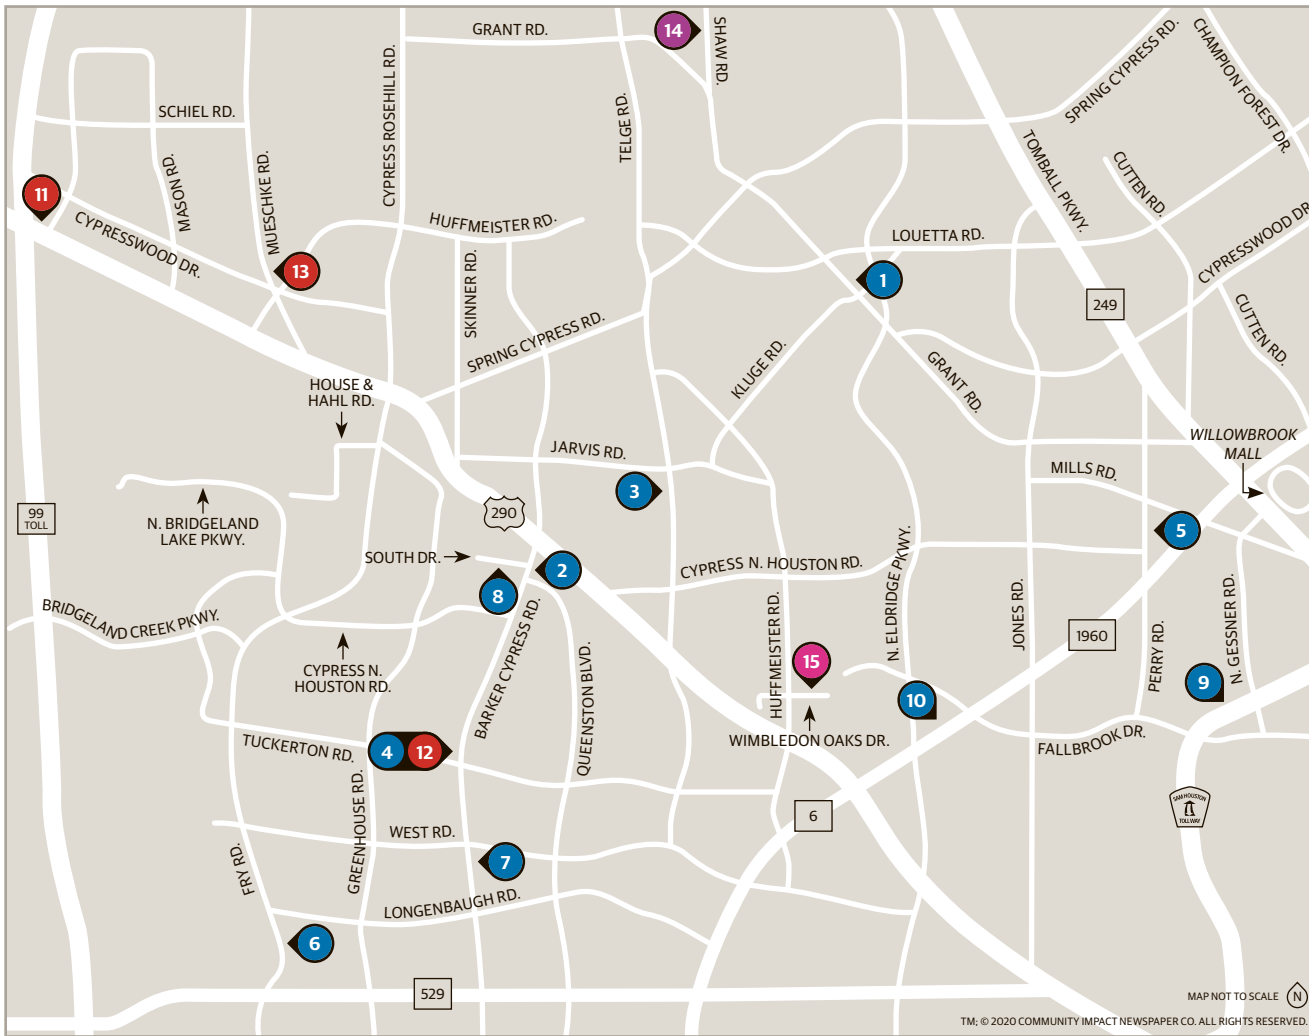 GRANT RD.
14
SHAW RD.
SPRING CYPRESS RD.
CHAMPION FOREST DR.
SCHIEL RD.
CYPRESS ROSEHILL RD.
TELGE RD.
TOMBALL PKWY.
CUTTEN RD.
MASON RD.
MUESCHKE RD.
11
CYPRESSWOOD DR.
HUFFMEISTER RD.
LOUETTA RD.
CYPRESSWOOD DR.
13
SKINNER RD.
1
249
CUTTEN RD.
SPRING CYPRESS RD.
KLUGE RD.
GRANT RD.
HOUSE &
HAHL RD.
WILLOWBROOK
MALL
JARVIS RD.
MILLS RD.
3
99
TOLL
N. BRIDGELAND
LAKE PKWY.
290
5
SOUTH DR.
2
CYPRESS N. HOUSTON RD.
N. ELDRIDGE PKWY.
8
BRIDGELAND CREEK PKWY.
HUFFMEISTER RD.
JONES RD.
1960
PERRY RD.
N. GESSNER RD.
CYPRESS N.
HOUSTON RD.
BARKER CYPRESS RD.
QUEENSTON BLVD.
15
9
10
TUCKERTON RD.
4
12
WIMBLEDON OAKS DR.
FALLBROOK DR.
GREENHOUSE RD.
6
SAM HOUSTON
TOLLWAY
WEST RD.
FRY RD.
7
LONGENBAUGH RD.
6
529
MAP NOT TO SCALE
N
TM; © 2020 COMMUNITY IMPACT NEWSPAPER CO. ALL RIGHTS RESERVED.